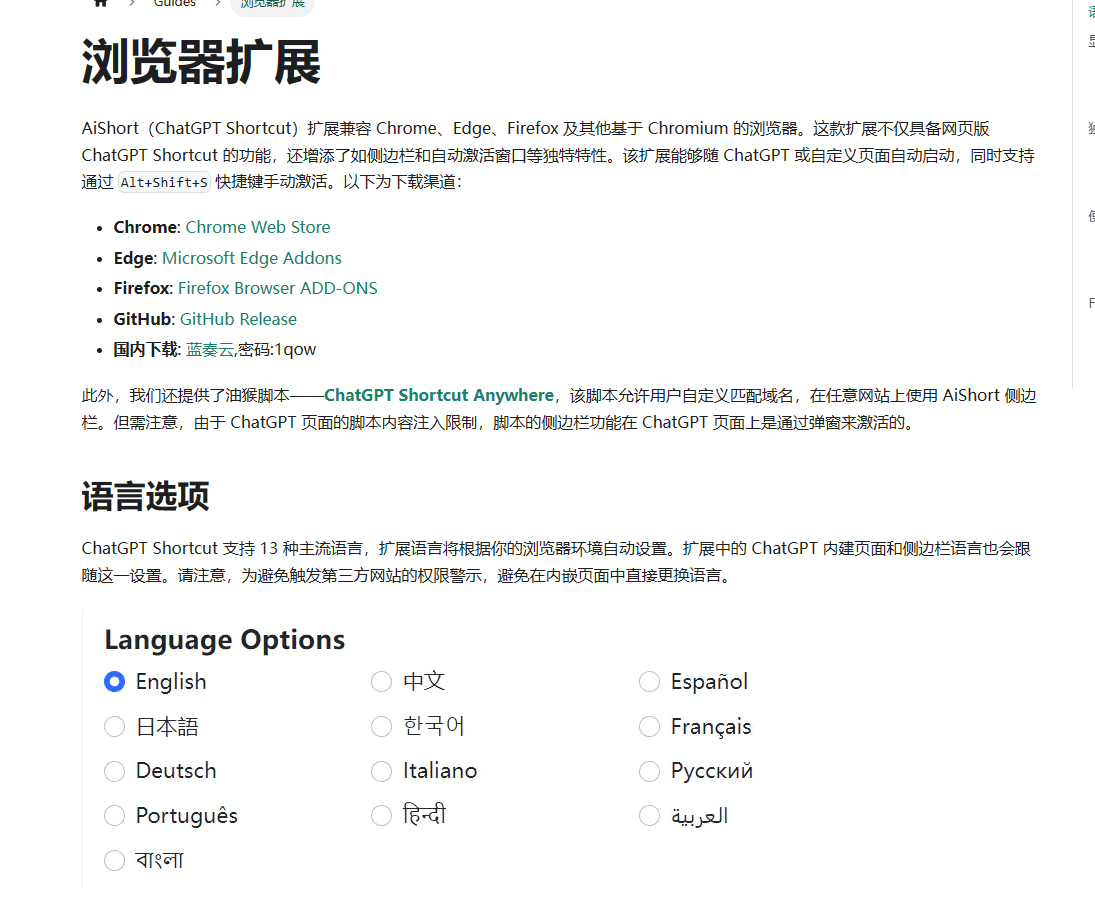 Guides
浏览器扩展
浏览器扩展
AiShort（ChatGPT Shortcut）扩展兼容 Chrome、Edge、Firefox 及其他基于 Chromium 的浏览器。这款扩展不仅具备网页版
ChatGPT Shortcut 的功能，还增添了如侧边栏和自动激活窗口等独特特性。该扩展能够随 ChatGPT 或自定义页面自动启动，同时支持
通过 Alt+Shift+S 快捷键手动激活。以下为下载渠道：
Chrome: Chrome Web Store
Edge: Microsoft Edge Addons
Firefox: Firefox Browser ADD-ONS
GitHub: GitHub Release
国内下载: 蓝奏云,密码:1qow
此外，我们还提供了油猴脚本——ChatGPT Shortcut Anywhere，该脚本允许用户自定义匹配域名，在任意网站上使用 AiShort 侧边
栏。但需注意，由于 ChatGPT 页面的脚本内容注入限制，脚本的侧边栏功能在 ChatGPT 页面上是通过弹窗来激活的。
语言选项
ChatGPT Shortcut 支持 13 种主流语言，扩展语言将根据你的浏览器环境自动设置。扩展中的 ChatGPT 内建页面和侧边栏语言也会跟
随这一设置。请注意，为避免触发第三方网站的权限警示，避免在内嵌页面中直接更换语言。
Language Options
English
中文
Español
日本語
한국어
Français
Deutsch
Italiano
Русский
Português
हिन्दी
العربية
বাংলা